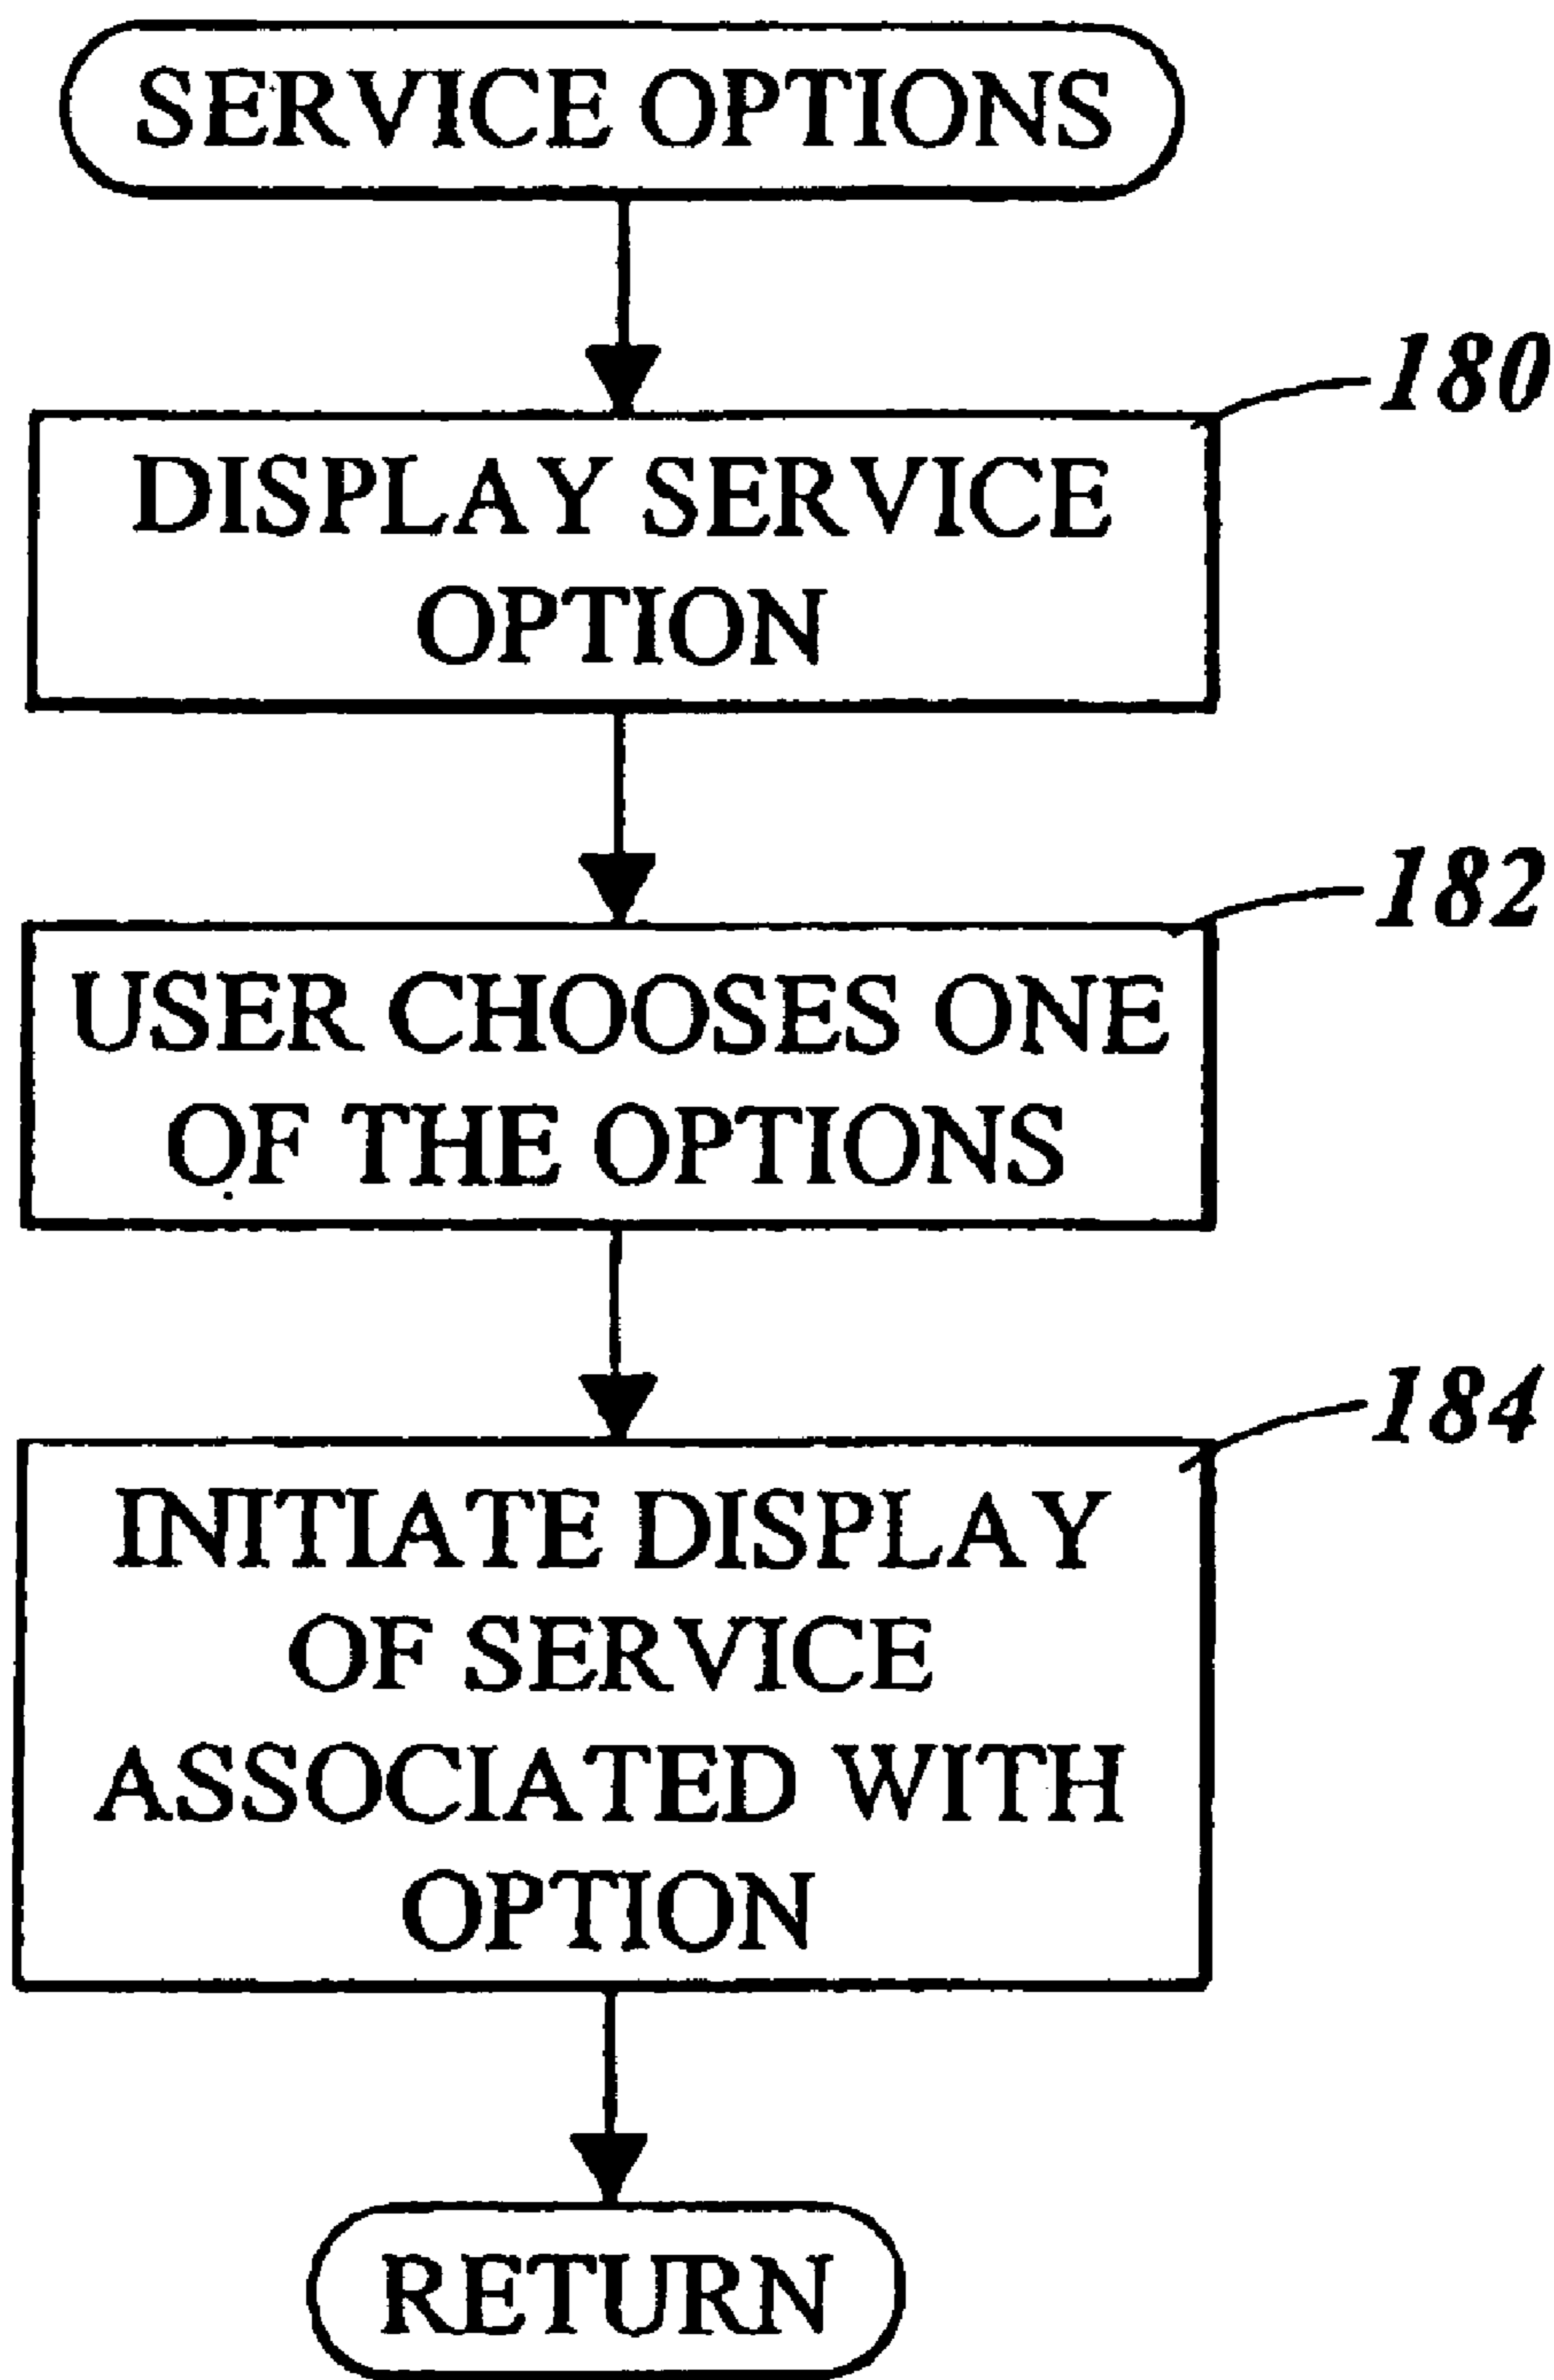 SERVICE OPTIONS
180
DISPLAY SERVICE
OPTION
182
USER CHOOSES ONE
OF THE OPTIONS
184
INITIATE DISPLAY
OF SERVICE
ASSOCIATED WITH
OPTION
RETURN